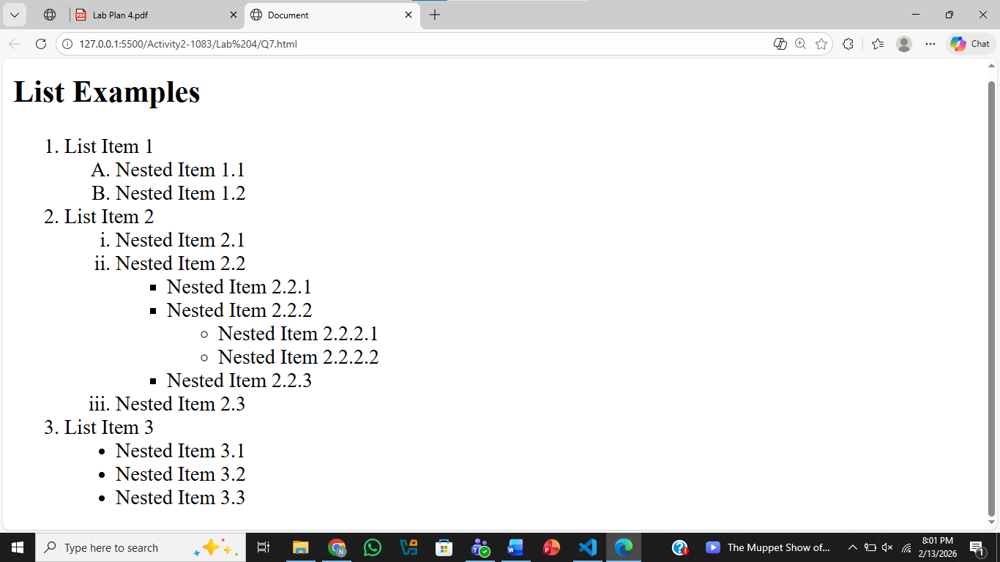 Lab Plan 4.pdf
Document
127.0.0.1:5500/Activity2-1083/Lab%204/Q7.html
Chat
List Examples
1. List Item 1
A. Nested Item 1.1
B. Nested Item 1.2
2. List Item 2
i. Nested Item 2.1
ii. Nested Item 2.2
▪ Nested Item 2.2.1
▪ Nested Item 2.2.2
◦ Nested Item 2.2.2.1
◦ Nested Item 2.2.2.2
▪ Nested Item 2.2.3
iii. Nested Item 2.3
3. List Item 3
• Nested Item 3.1
• Nested Item 3.2
• Nested Item 3.3
Type here to search
The Muppet Show of...
8:01 PM
2/13/2026
1